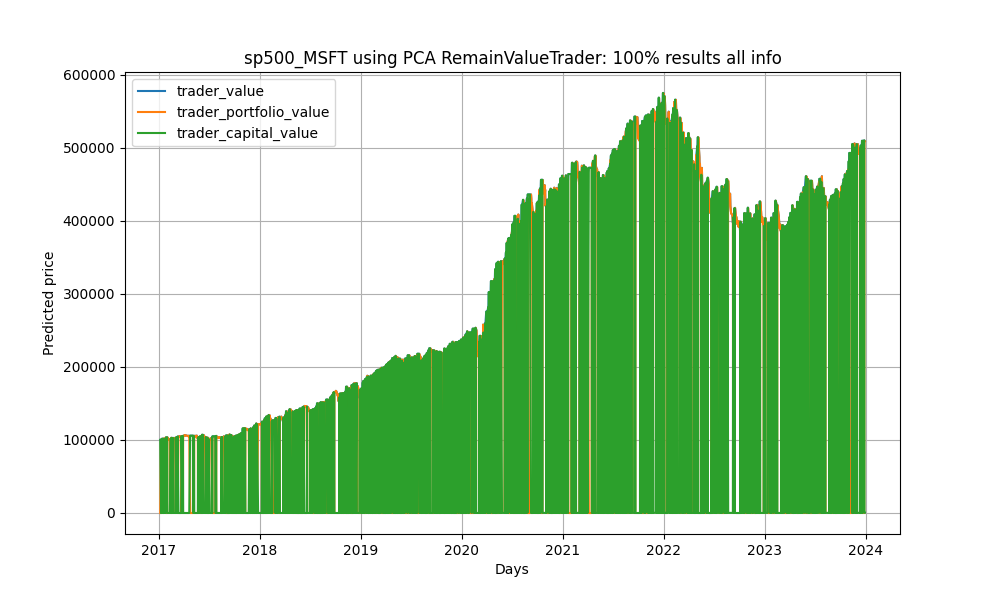 sp500_MSFT using PCA RemainValueTrader: 100% results all info
600000
500000
400000
300000
200000
100000
0
Predicted price
trader_value
trader_portfolio_value
trader_capital_value
2017 2018 2019 2020 2021 2022 2023 2024
Days